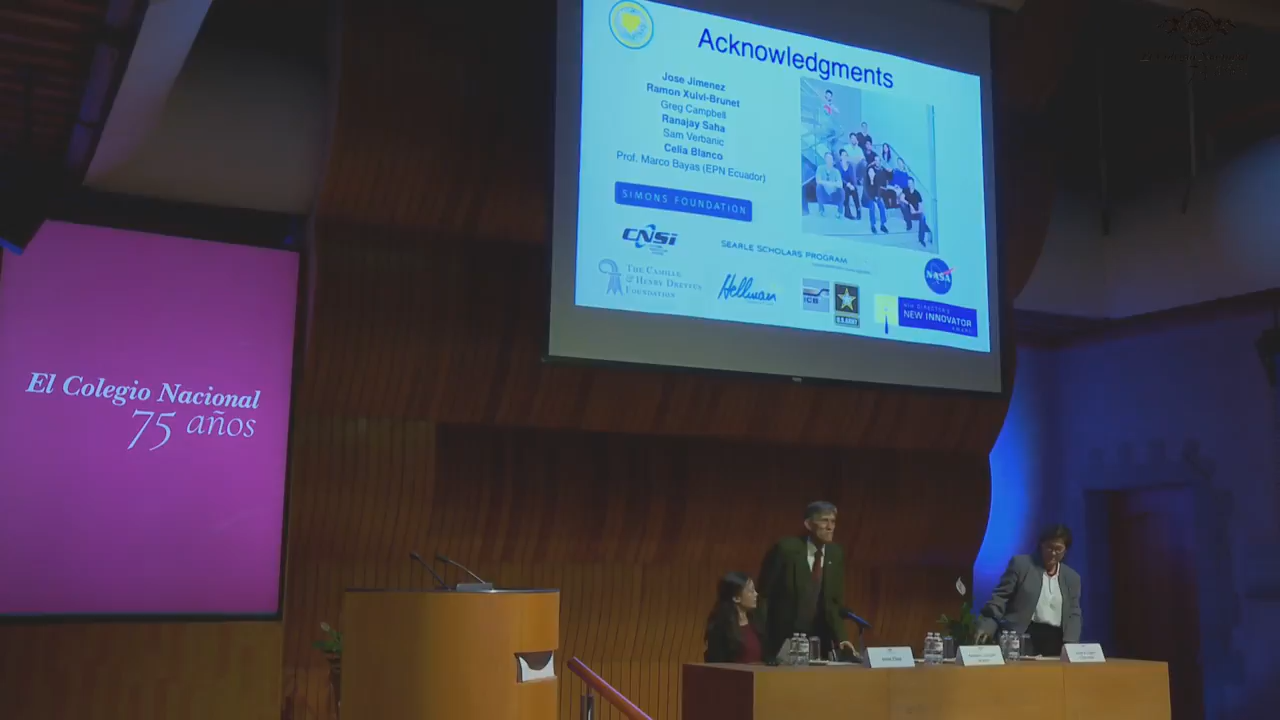 Acknowledgments
Jose Jimenez
Ramon Xulvi-Brunet
Greg Campbell
Ranajay Saha
Sam Verbanic
Celia Blanco
Prof. Marco Bayas (EPN Ecuador)
SIMONS FOUNDATION
CNSi
SEARLE SCHOLARS PROGRAM
NASA
THE CAMILLE
& HENRY DREYFUS
FOUNDATION
Hellman
ICB
U.S. ARMY
NEW INNOVATOR
El Colegio Nacional
75 años